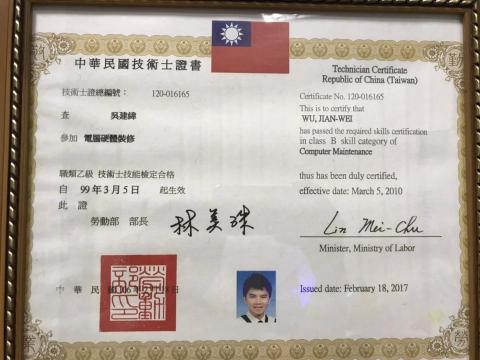 中華民國技術士證書
技術士證總編號： 120-016165
查 吳建緯
參加 電腦硬體裝修
職類乙級 技術士技能檢定合格
自 99年3月5日 起生效
此 證
勞動部 部長 林美珠
中 華 民 國
Technician Certificate
Republic of China (Taiwan)
Certificate No. 120-016165
This is to certify that
WU, JIAN-WEI
has passed the required skills certification
in class B skill category of
Computer Maintenance
thus has been duly certified,
effective date: March 5, 2010
Lin Mei-Chu
Minister, Ministry of Labor
Issued date: February 18, 2017